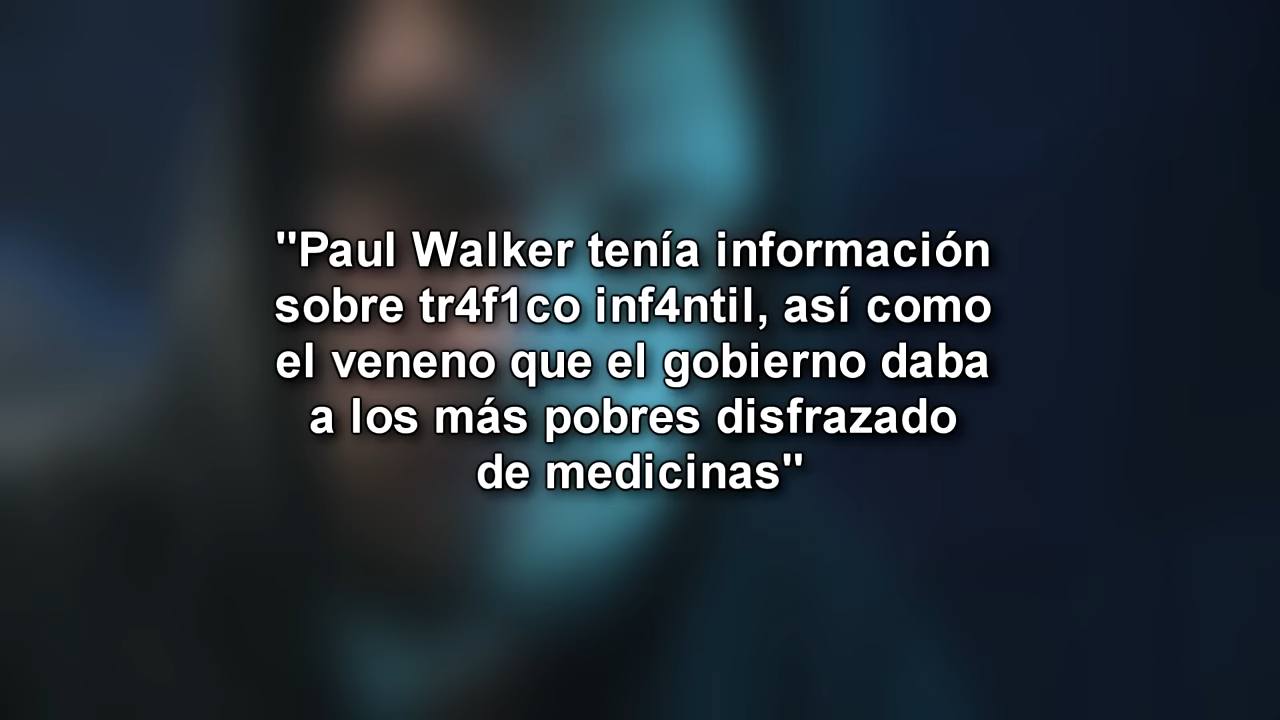 "Paul Walker tenía información
sobre tr4f1co inf4ntil, así como
el veneno que el gobierno daba
a los más pobres disfrazado
de medicinas"